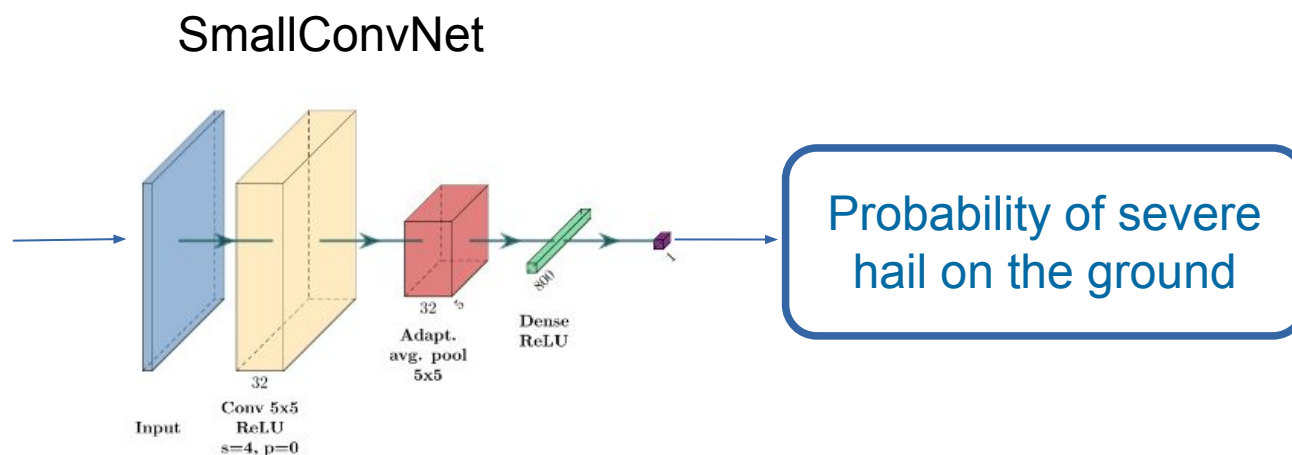 SmallConvNet
Input
32
Conv 5x5
ReLU
s=4, p=0
32
5
Adapt.
avg. pool
5x5
800
Dense
ReLU
1
Probability of severe
hail on the ground